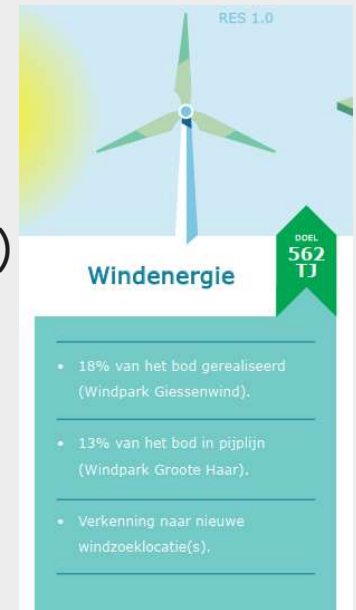 RES 1.0
DOEL
562
TJ
Windenergie
• 18% van het bod gerealiseerd
(Windpark Giessenwind).
• 13% van het bod in pijplijn
(Windpark Groote Haar).
• Verkenning naar nieuwe
windzoeklocatie(s).